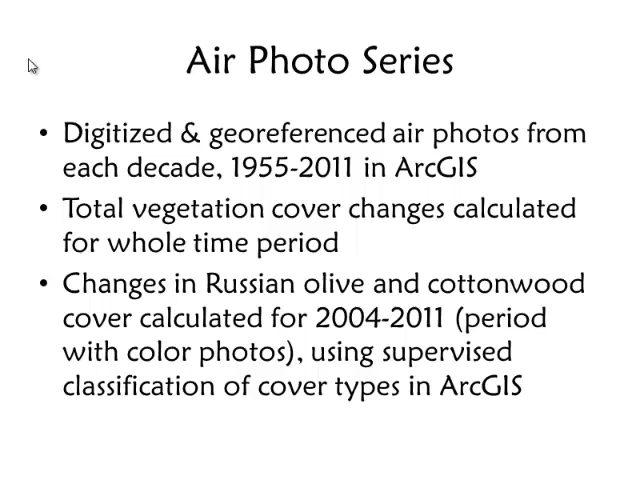 Air Photo Series
• Digitized & georeferenced air photos from
each decade, 1955-2011 in ArcGIS
• Total vegetation cover changes calculated
for whole time period
• Changes in Russian olive and cottonwood
cover calculated for 2004-2011 (period
with color photos), using supervised
classification of cover types in ArcGIS